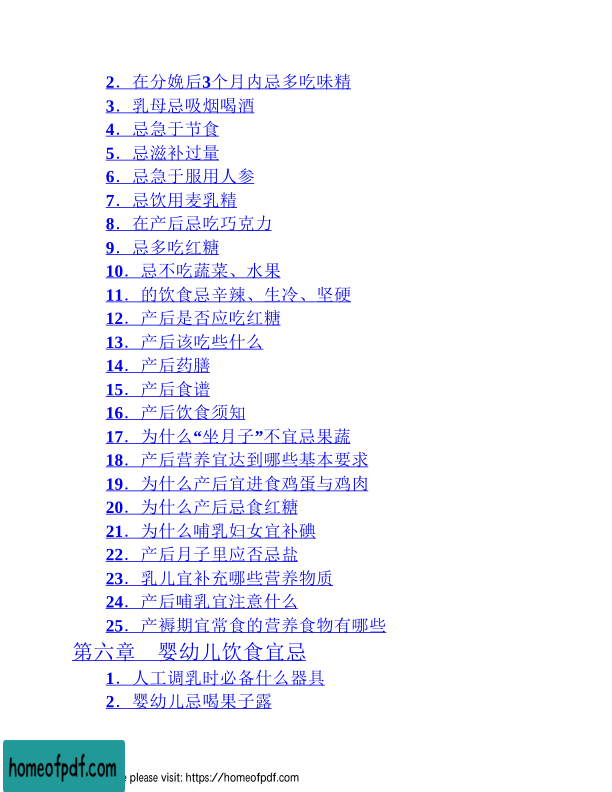 2．在分娩后3个月内忌多吃味精
3．乳母忌吸烟喝酒
4．忌急于节食
5．忌滋补过量
6．忌急于服用人参
7．忌饮用麦乳精
8．在产后忌吃巧克力
9．忌多吃红糖
10．忌不吃蔬菜、水果
11．的饮食忌辛辣、生冷、坚硬
12．产后是否应吃红糖
13．产后该吃些什么
14．产后药膳
15．产后食谱
16．产后饮食须知
17．为什么“坐月子”不宜忌果蔬
18．产后营养宜达到哪些基本要求
19．为什么产后宜进食鸡蛋与鸡肉
20．为什么产后忌食红糖
21．为什么哺乳妇女宜补碘
22．产后月子里应否忌盐
23．乳儿宜补充哪些营养物质
24．产后哺乳宜注意什么
25．产褥期宜常食的营养食物有哪些
第六章　婴幼儿饮食宜忌
1．人工调乳时必备什么器具
2．婴幼儿忌喝果子露
homeofpdf.com
please visit: https://homeofpdf.com